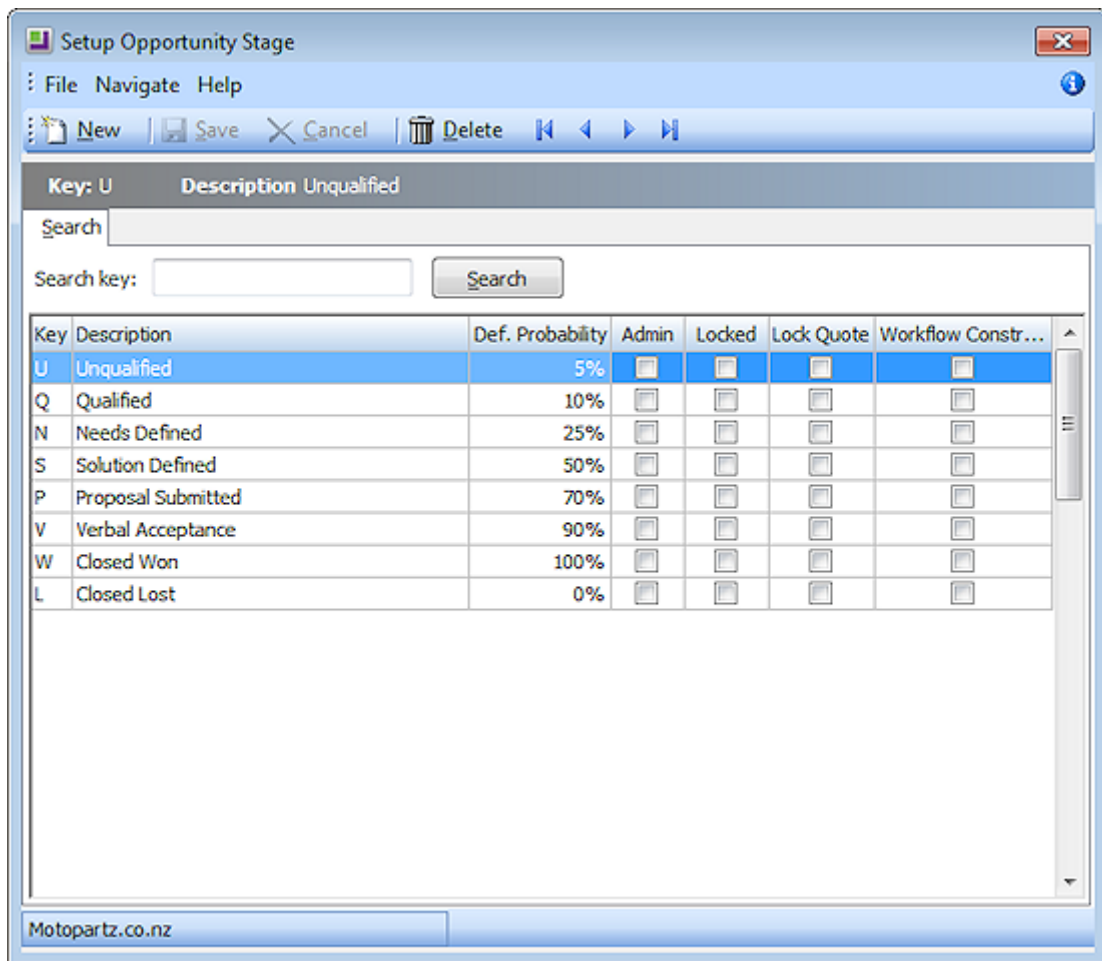 Setup Opportunity Stage
File Navigate Help
New Save Cancel Delete
Key: U Description Unqualified
Search
Search key: Search
Key Description Def. Probability Admin Locked Lock Quote Workflow Constr...
U Unqualified 5%
Q Qualified 10%
N Needs Defined 25%
S Solution Defined 50%
P Proposal Submitted 70%
V Verbal Acceptance 90%
W Closed Won 100%
L Closed Lost 0%
Motopartz.co.nz